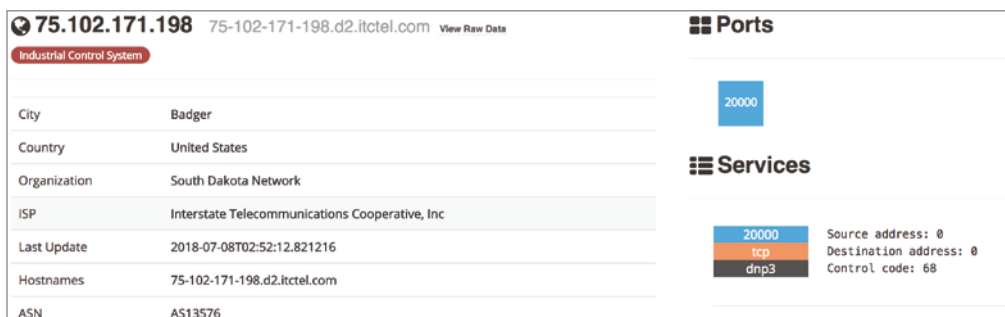 75.102.171.198 75-102-171-198.d2.itctel.com View Raw Data
Industrial Control System
City Badger
Country United States
Organization South Dakota Network
ISP Interstate Telecommunications Cooperative, Inc
Last Update 2018-07-08T02:52:12.821216
Hostnames 75-102-171-198.d2.itctel.com
ASN AS13576
Ports
20000
Services
20000
tcp
dnp3
Source address: 0
Destination address: 0
Control code: 68